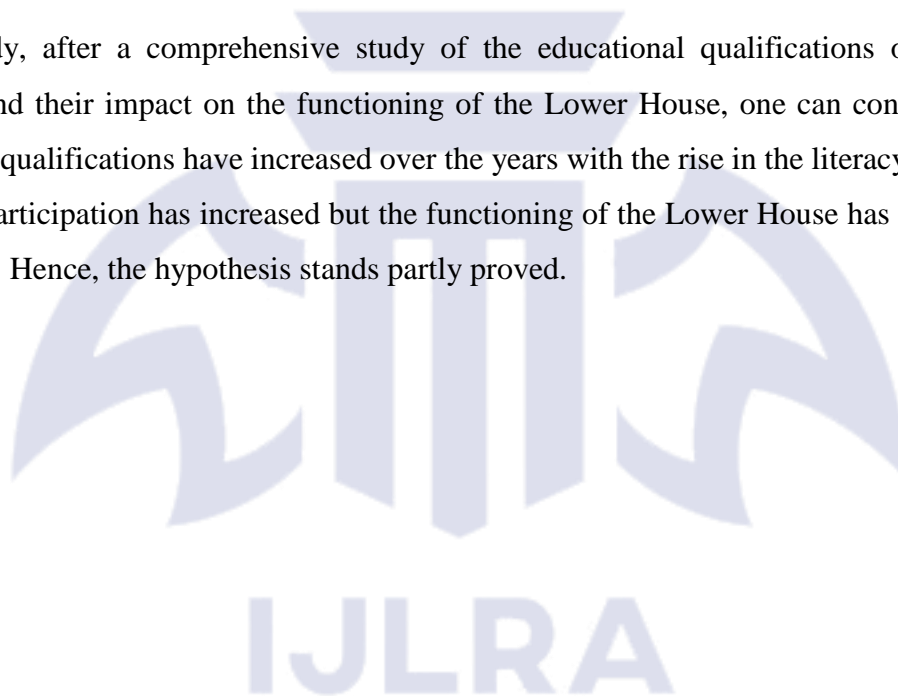 ly, after a comprehensive study of the educational qualifications
nd their impact on the functioning of the Lower House, one can con
qualifications have increased over the years with the rise in the literacy
articipation has increased but the functioning of the Lower House has
Hence, the hypothesis stands partly proved.
IJLRA